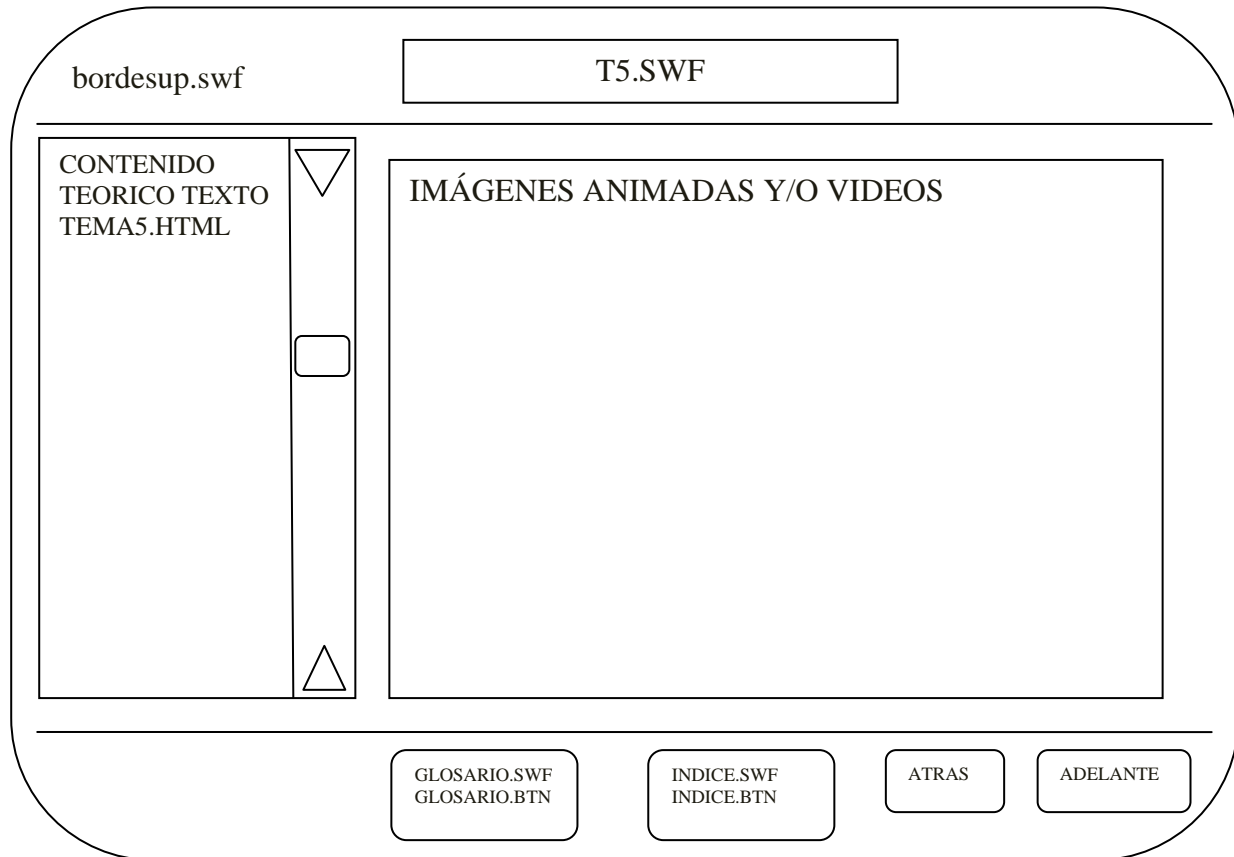 bordesup.swf
T5.SWF
CONTENIDO
TEORICO TEXTO
TEMA5.HTML
IMÁGENES ANIMADAS Y/O VIDEOS
GLOSARIO.SWF
GLOSARIO.BTN
INDICE.SWF
INDICE.BTN
ATRAS
ADELANTE